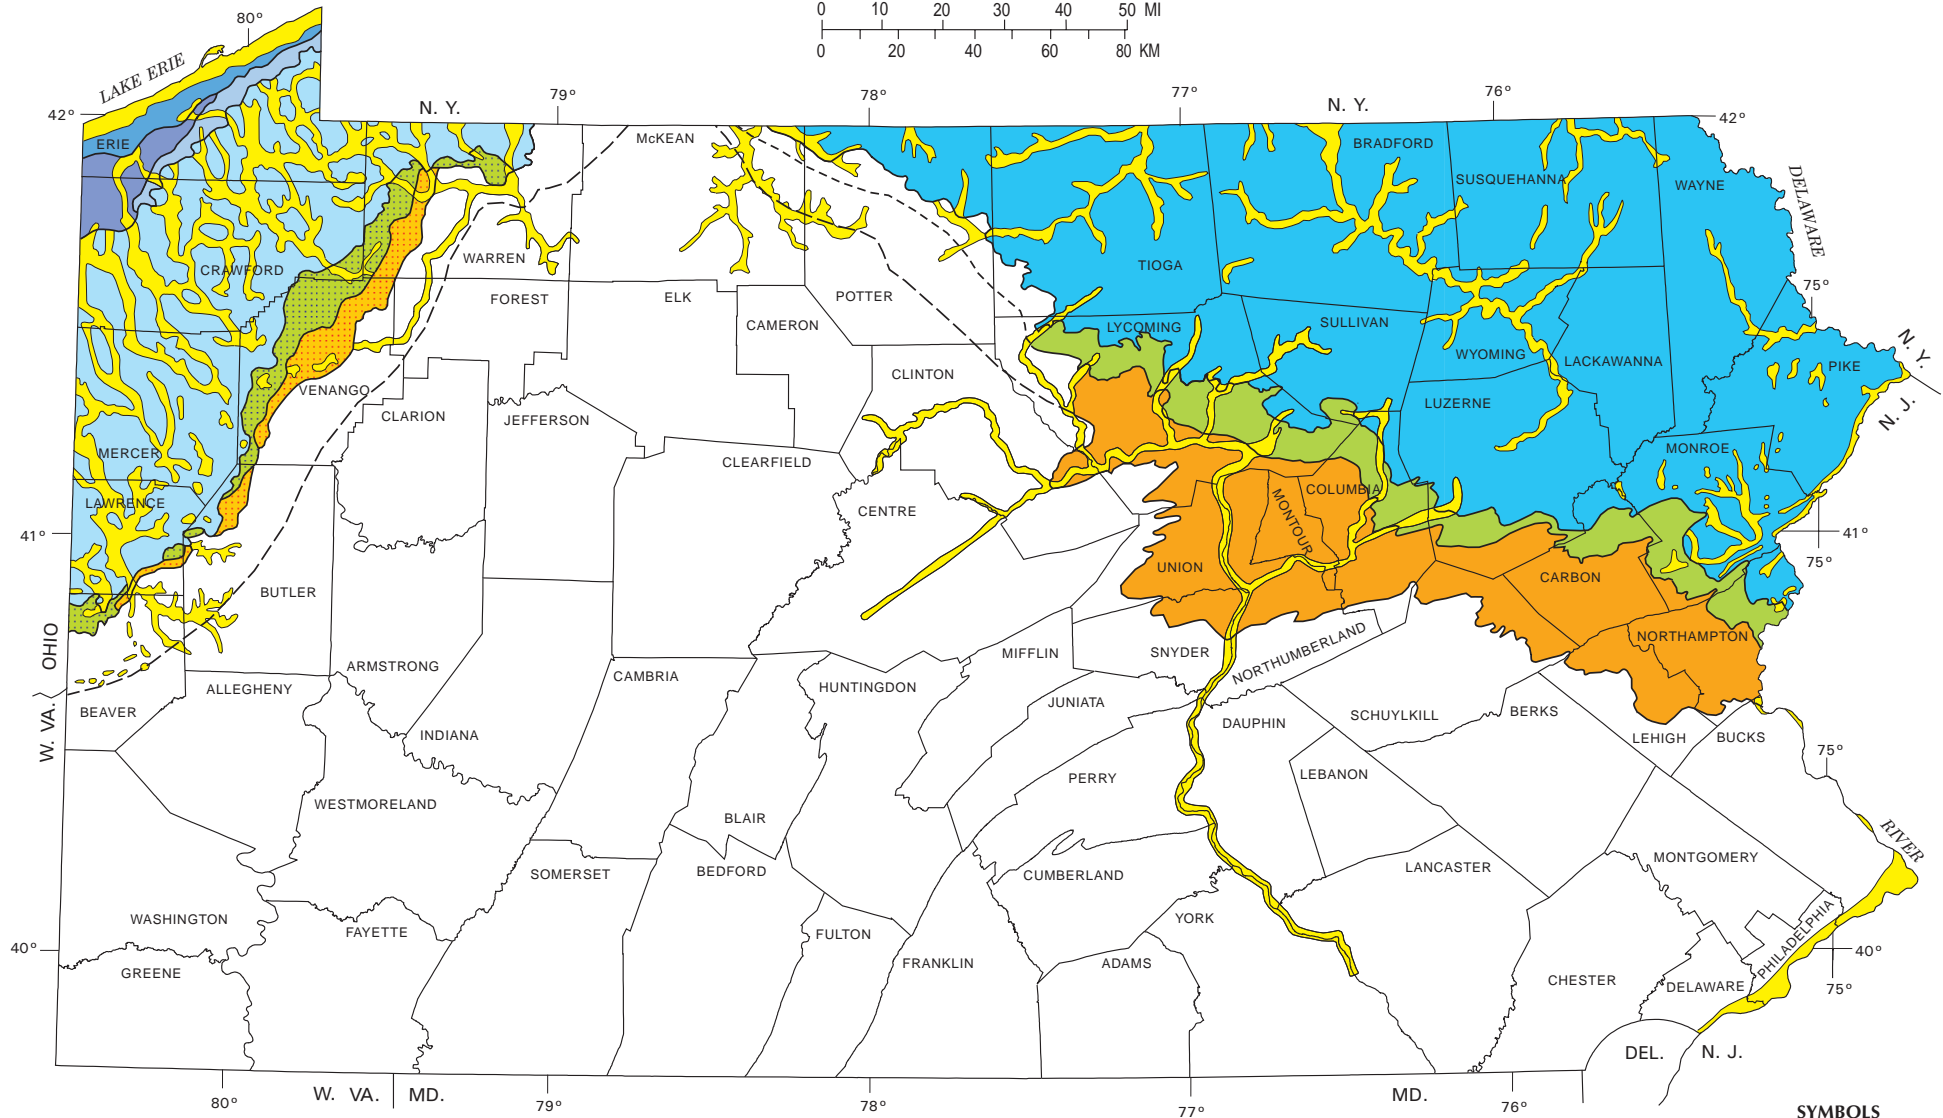 0 10 20 30 40 50 MI
0 20 40 60 80 KM
80°
LAKE ERIE
79°
78°
77°
76°
N. Y.
N. Y.
42°
42°
ERIE
McKEAN
BRADFORD
SUSQUEHANNA
WAYNE
DELAWARE
CRAWFORD
WARREN
TIOGA
75°
FOREST
ELK
POTTER
CAMERON
LYCOMING
SULLIVAN
WYOMING
LACKAWANNA
PIKE
N. Y.
N. J.
VENANGO
CLINTON
CLARION
JEFFERSON
LUZERNE
MERCER
CLEARFIELD
MONROE
LAWRENCE
CENTRE
MONTOUR
COLUMBIA
41°
41°
75°
UNION
CARBON
BUTLER
OHIO
NORTHAMPTON
ARMSTRONG
MIFFLIN
SNYDER
NORTHUMBERLAND
CAMBRIA
HUNTINGDON
ALLEGHENY
JUNIATA
W. VA.
BEAVER
DAUPHIN
SCHUYLKILL
BERKS
INDIANA
LEHIGH
BUCKS
75°
PERRY
LEBANON
WESTMORELAND
BLAIR
RIVER
MONTGOMERY
SOMERSET
BEDFORD
CUMBERLAND
LANCASTER
WASHINGTON
YORK
FAYETTE
FULTON
PHILADELPHIA
40°
40°
GREENE
FRANKLIN
ADAMS
CHESTER
DELAWARE
75°
DEL.
N. J.
W. VA.
MD.
MD.
80°
79°
78°
77°
76°
SYMBOLS